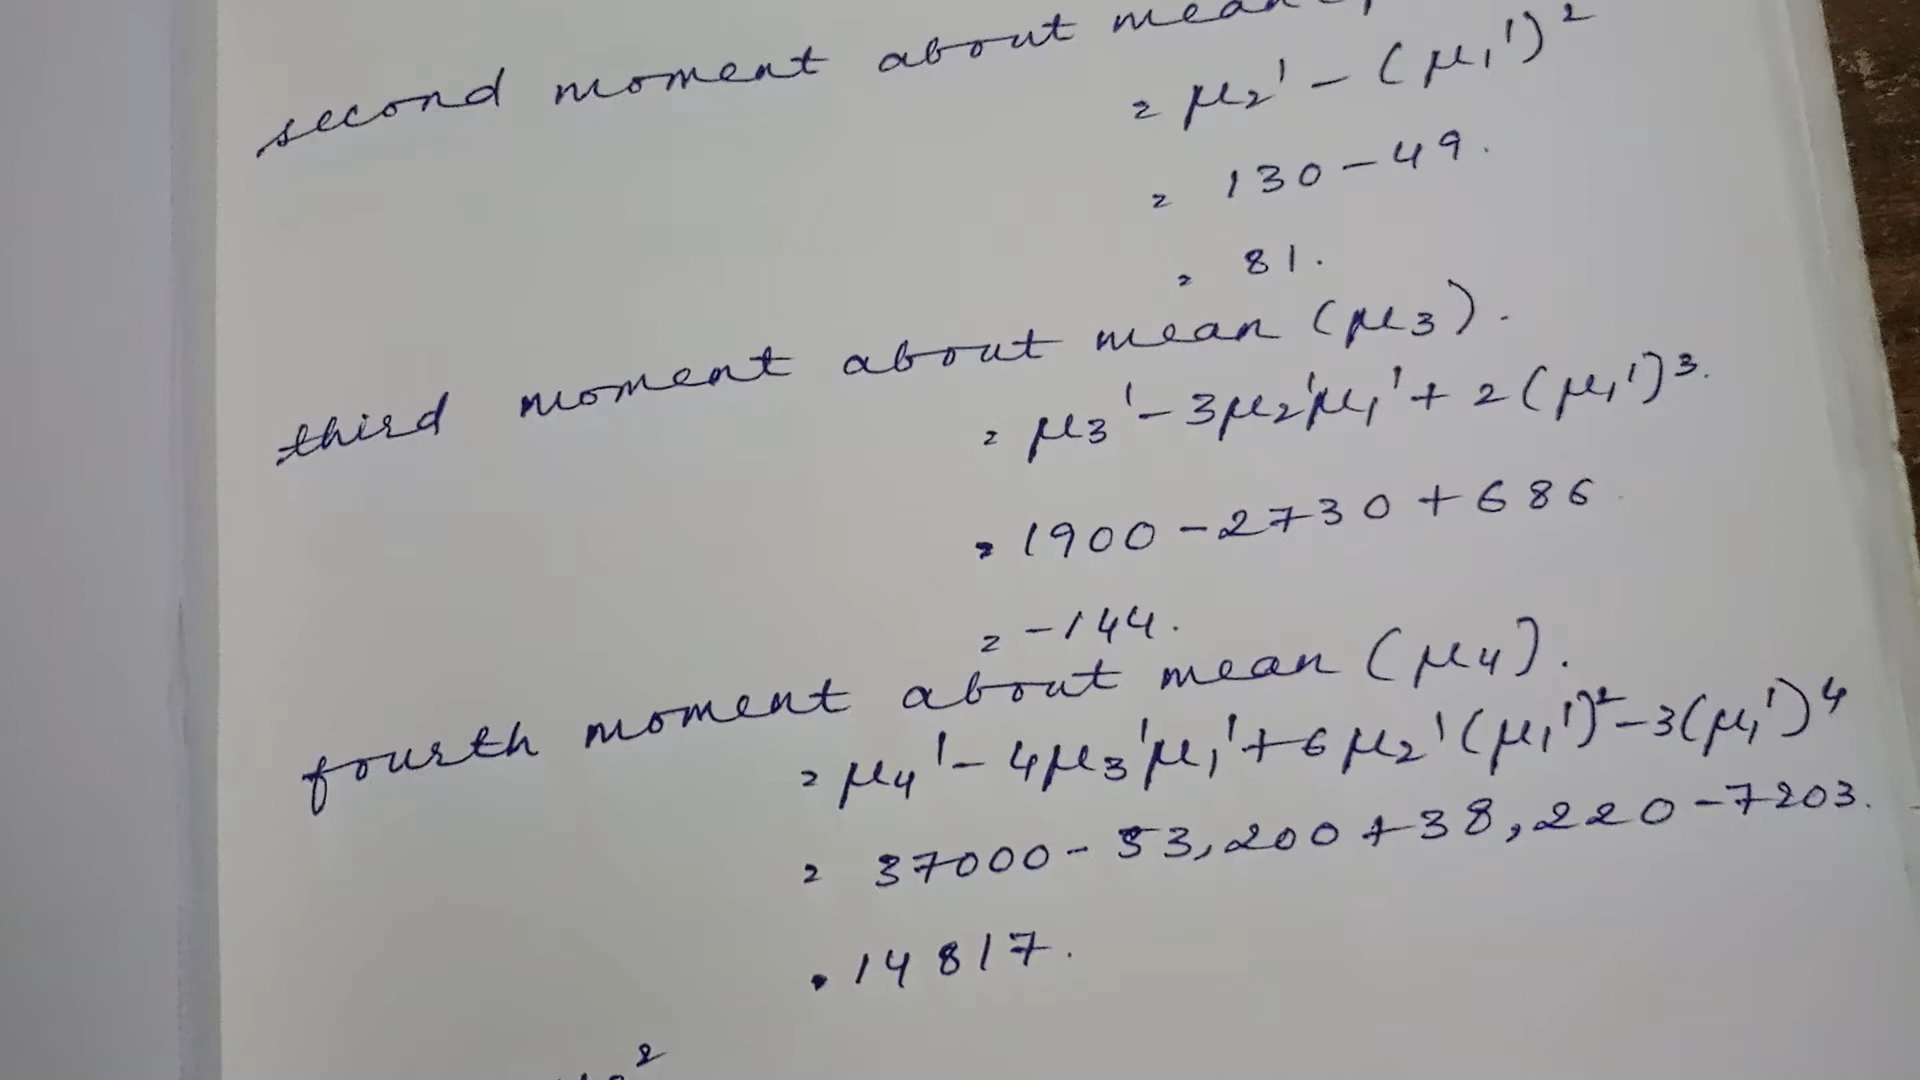 second moment about mean
= μ₂' - (μ₁')²
= 130 - 49.
= 81.
third moment about mean (μ₃).
= μ₃' - 3μ₂'μ₁' + 2(μ₁')³.
= 1900 - 2730 + 686
= -144.
fourth moment about mean (μ₄).
= μ₄' - 4μ₃'μ₁' + 6μ₂'(μ₁')² - 3(μ₁')⁴
= 37000 - 53,200 + 38,220 - 7203.
= 14817.